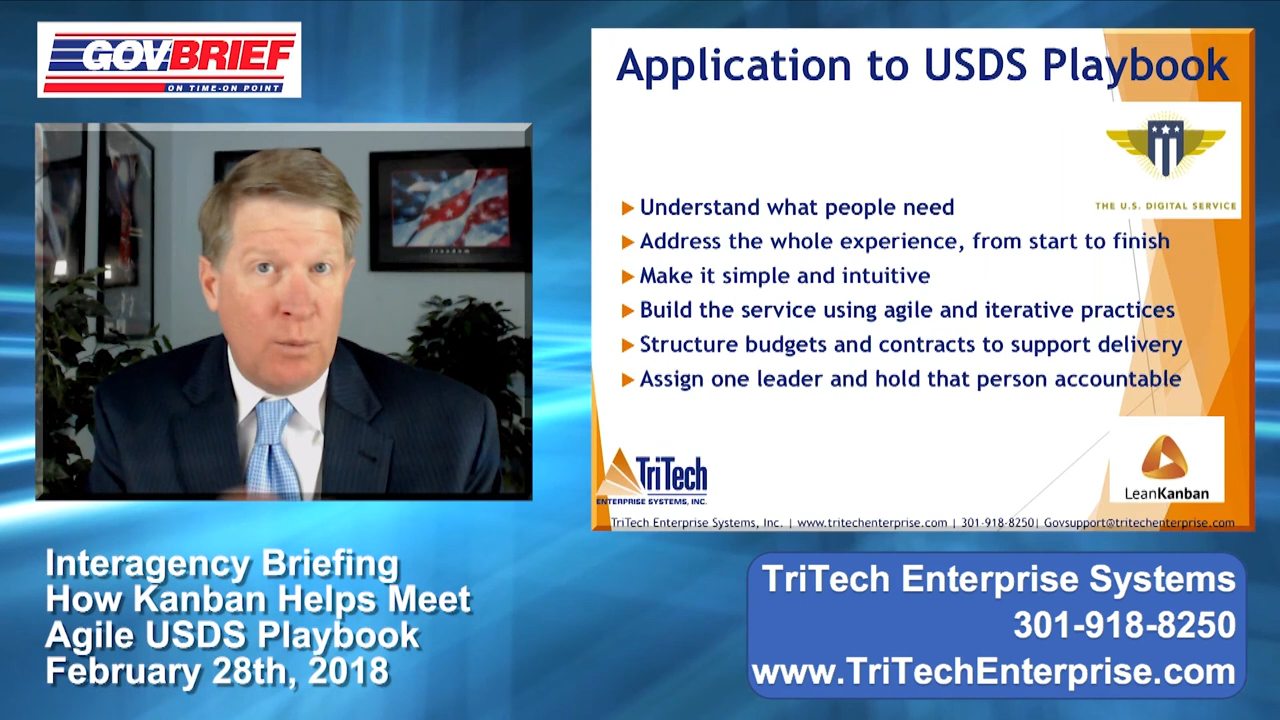 GOVBRIEF
ON TIME-ON POINT
freedom
Application to USDS Playbook
THE U.S. DIGITAL SERVICE
Understand what people need
Address the whole experience, from start to finish
Make it simple and intuitive
Build the service using agile and iterative practices
Structure budgets and contracts to support delivery
Assign one leader and hold that person accountable
TriTech
ENTERPRISE SYSTEMS, INC.
LeanKanban
TriTech Enterprise Systems, Inc. | www.tritechenterprise.com | 301-918-8250| Govsupport@tritechenterprise.com
Interagency Briefing
How Kanban Helps Meet
Agile USDS Playbook
February 28th, 2018
TriTech Enterprise Systems
301-918-8250
www.TriTechEnterprise.com